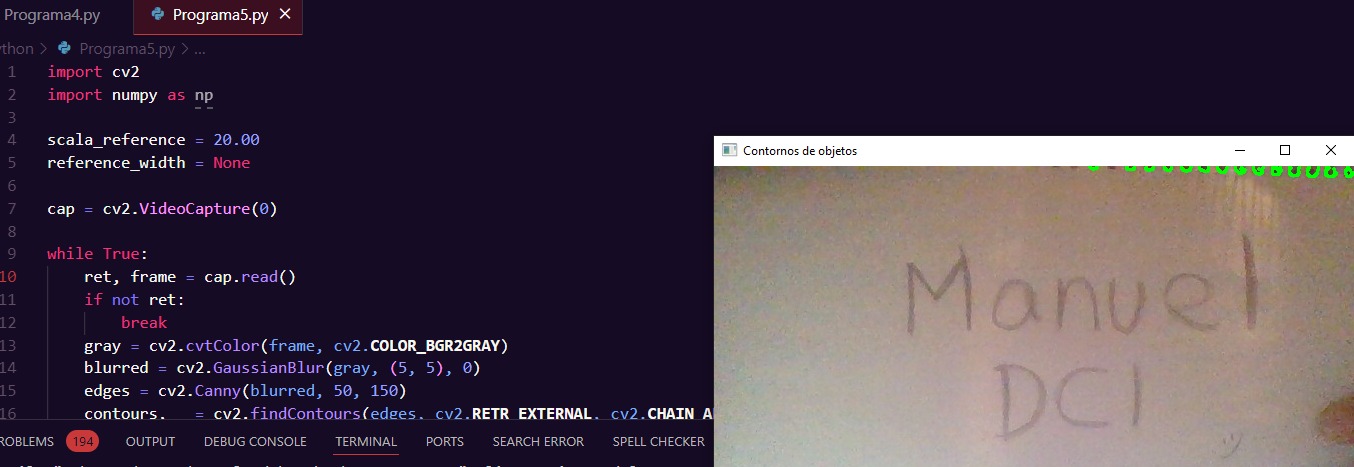 Programa4.py
Programa5.py
thon > Programa5.py > ...
1 import cv2
2 import numpy as np
3
4 scala_reference = 20.00
5 reference_width = None
6
7 cap = cv2.VideoCapture(0)
8
9 while True:
10 ret, frame = cap.read()
11 if not ret:
12 break
13 gray = cv2.cvtColor(frame, cv2.COLOR_BGR2GRAY)
14 blurred = cv2.GaussianBlur(gray, (5, 5), 0)
15 edges = cv2.Canny(blurred, 50, 150)
16 contours, _ = cv2.findContours(edges, cv2.RETR_EXTERNAL, cv2.CHAIN_A
ROBLEMS 194 OUTPUT DEBUG CONSOLE TERMINAL PORTS SEARCH ERROR SPELL CHECKER
Contornos de objetos
Manuel
DCI